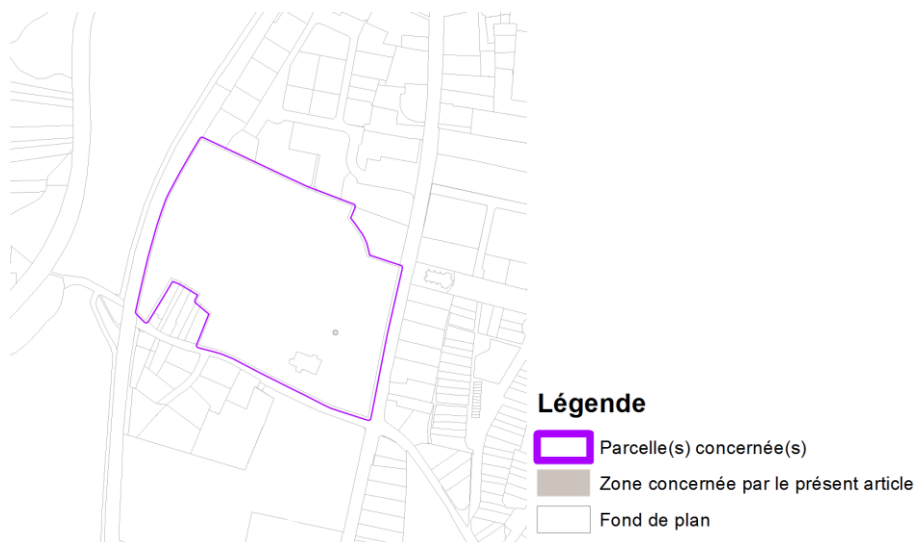 Légende
Parcelle(s) concernée(s)
Zone concernée par le présent article
Fond de plan